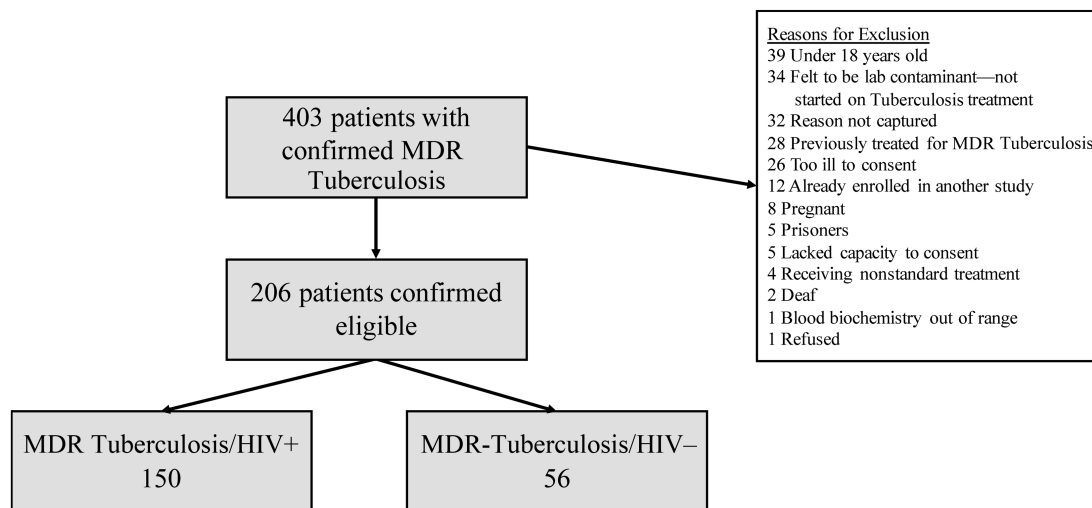 403 patients with
confirmed MDR
Tuberculosis
Reasons for Exclusion
39 Under 18 years old
34 Felt to be lab contaminant—not
started on Tuberculosis treatment
32 Reason not captured
28 Previously treated for MDR Tuberculosis
26 Too ill to consent
12 Already enrolled in another study
8 Pregnant
5 Prisoners
5 Lacked capacity to consent
4 Receiving nonstandard treatment
2 Deaf
1 Blood biochemistry out of range
1 Refused
206 patients confirmed
eligible
MDR Tuberculosis/HIV+
150
MDR-Tuberculosis/HIV–
56